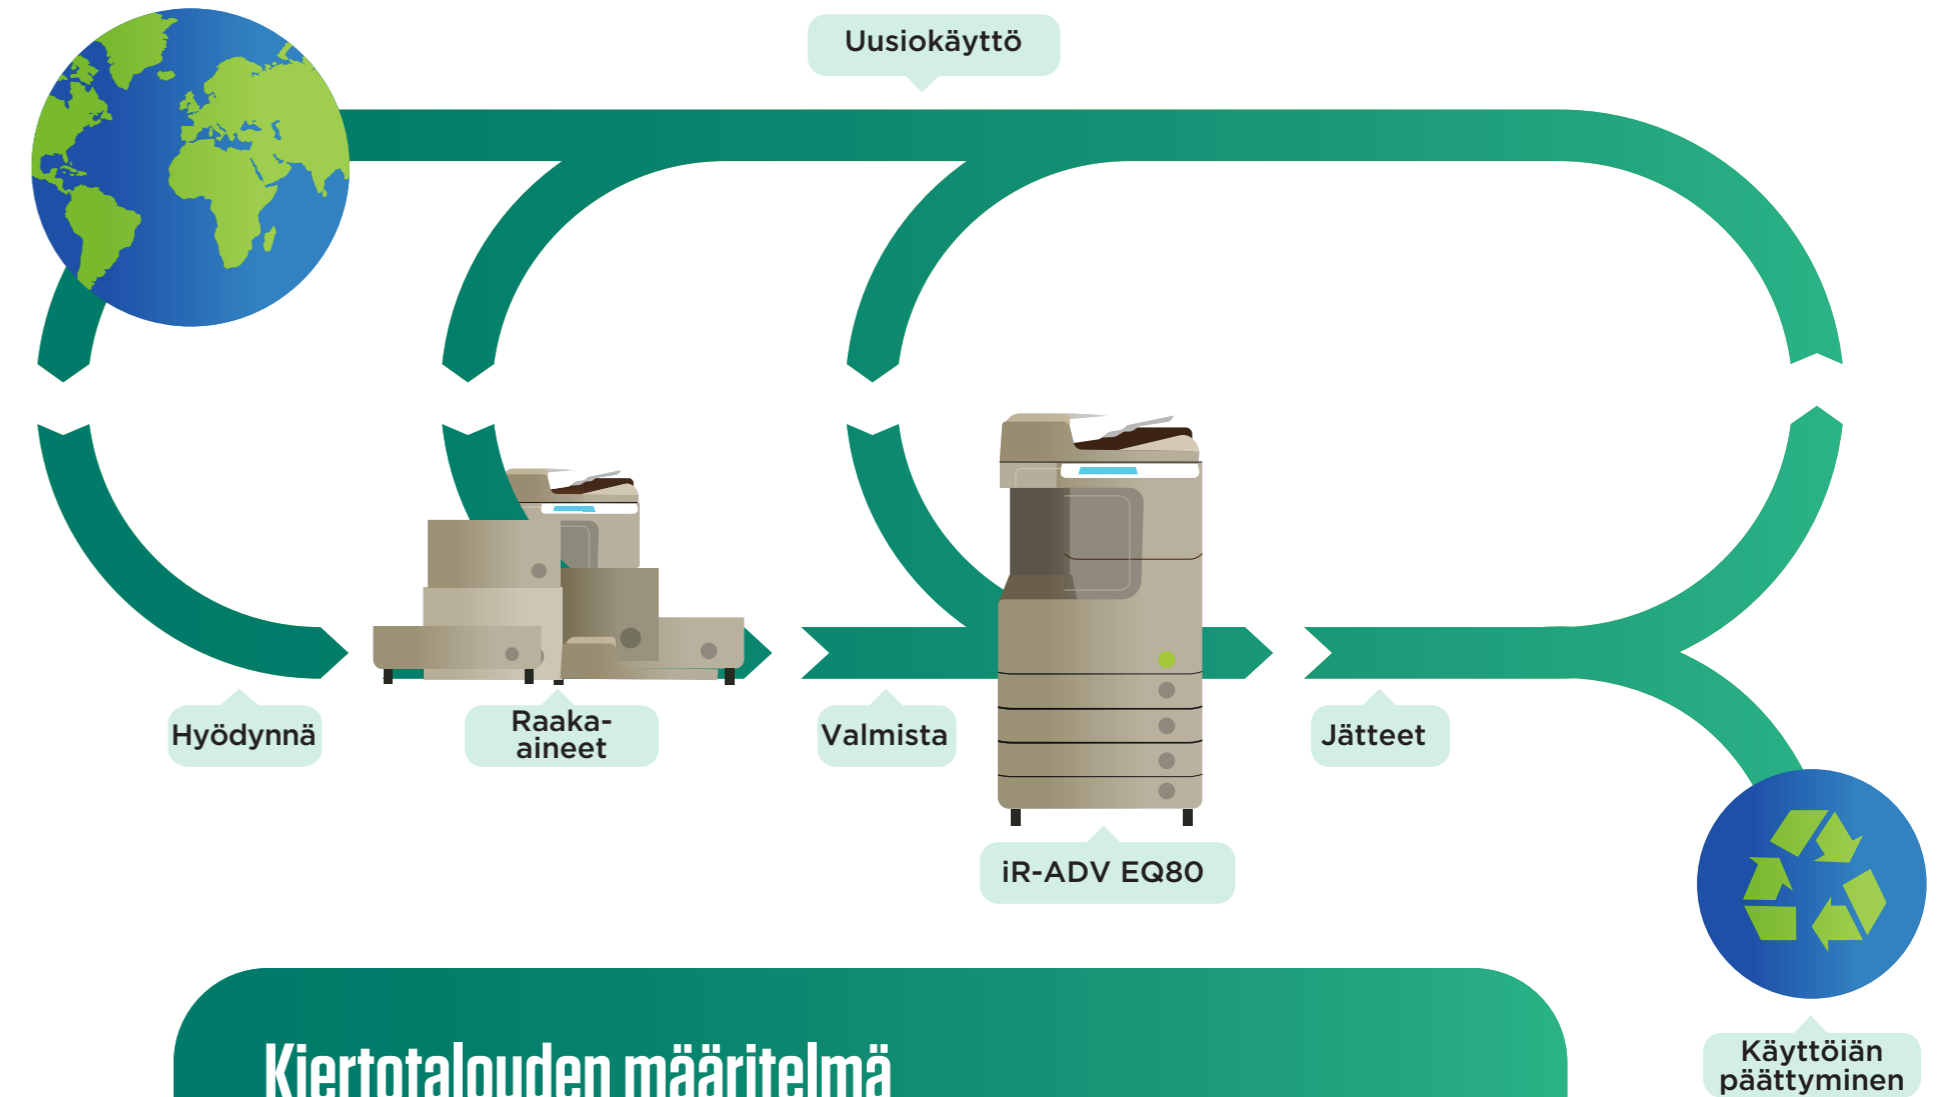 Uusiokäyttö
Hyödynnä
Raaka-
aineet
Valmista
Jätteet
iR-ADV EQ80
Käyttöiän
päättyminen
Kiertotalouden määritelmä